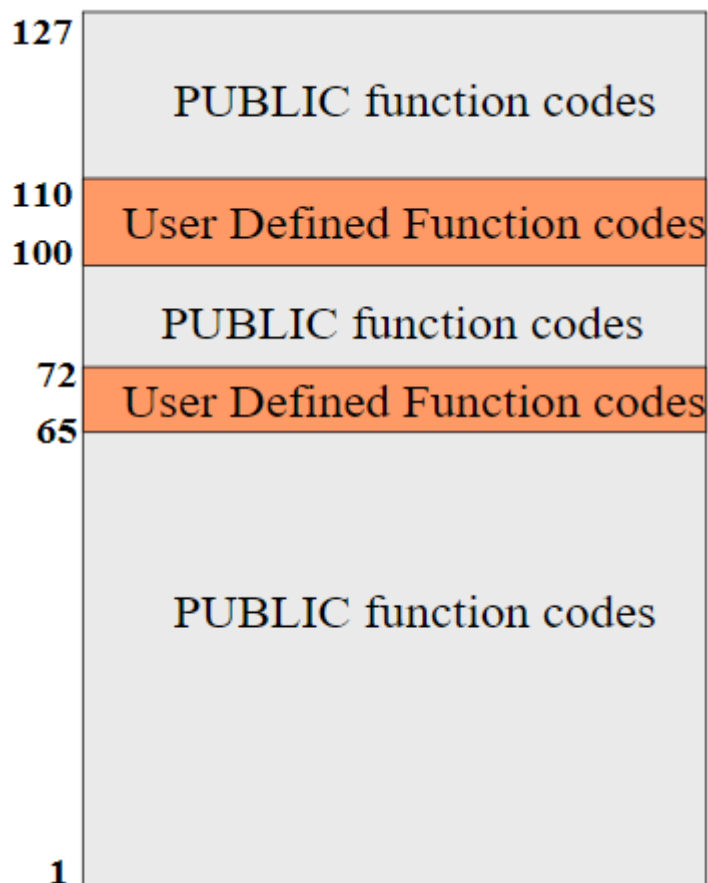 127
PUBLIC function codes
110
User Defined Function codes
100
PUBLIC function codes
72
User Defined Function codes
65
PUBLIC function codes
1